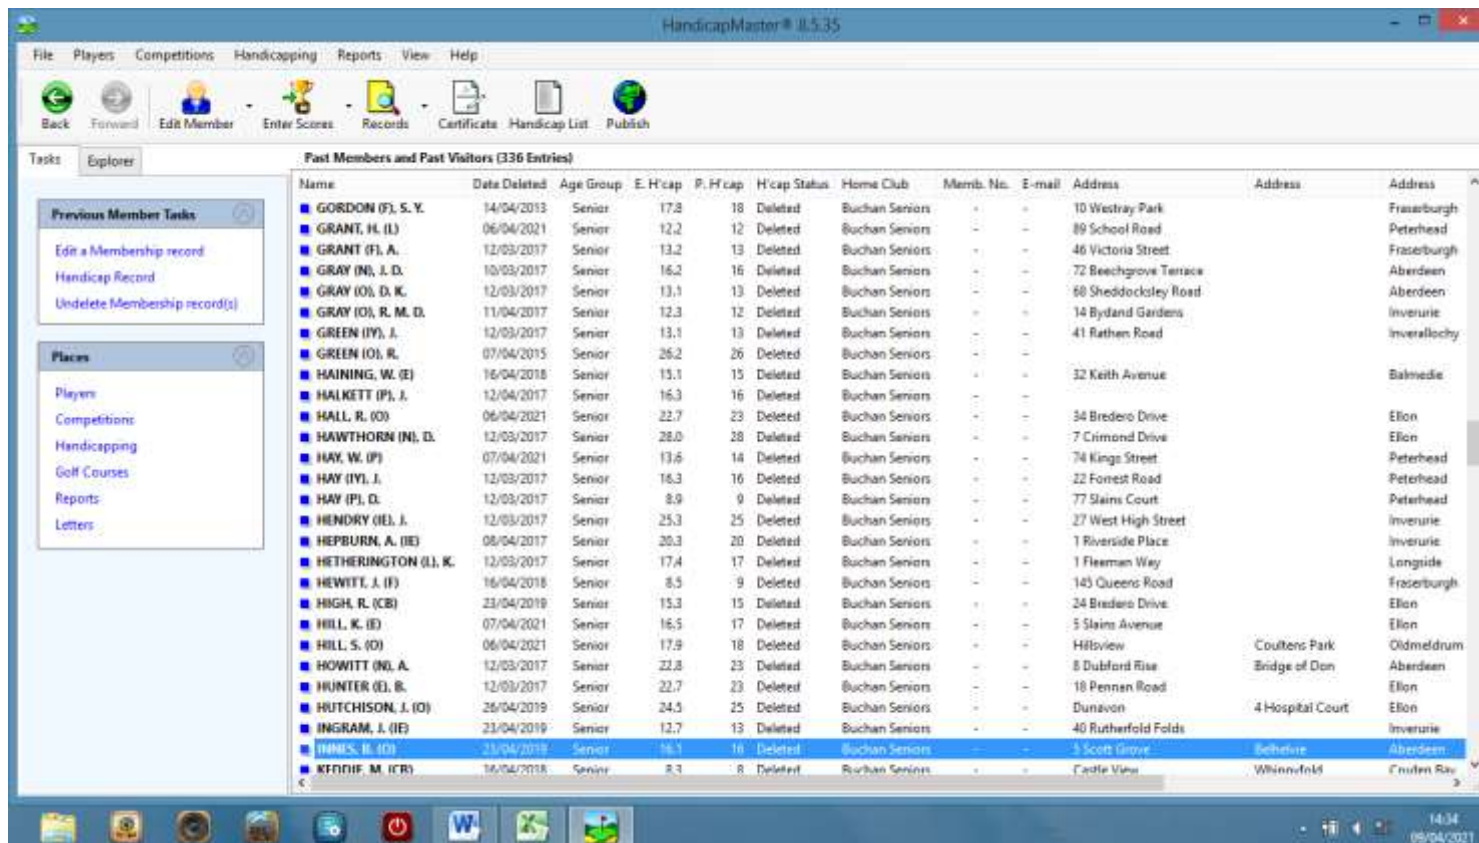 HandicapMaster® 8.5.35
File Players Competitions Handicapping Reports View Help
Back Forward Edit Member Enter Scores Records Certificate Handicap List Publish
Tasks Explorer
Past Members and Past Visitors (336 Entries)
Previous Member Tasks
Edit a Membership record
Handicap Record
Undelete Membership record(s)
Places
Players
Competitions
Handicapping
Golf Courses
Reports
Letters
Name Date Deleted Age Group E. H'cap P. H'cap H'cap Status Home Club Memb. No. E-mail Address Address Address
GORDON (F), S. Y. 14/04/2013 Senior 17.8 18 Deleted Buchan Seniors - - 10 Westray Park Fraserburgh
GRANT, H. (L) 06/04/2021 Senior 12.2 12 Deleted Buchan Seniors - - 89 School Road Peterhead
GRANT (F), A. 12/03/2017 Senior 13.2 13 Deleted Buchan Seniors - - 46 Victoria Street Fraserburgh
GRAY (N), J. D. 10/03/2017 Senior 16.2 16 Deleted Buchan Seniors - - 72 Beechgrove Terrace Aberdeen
GRAY (O), D. K. 12/03/2017 Senior 13.1 13 Deleted Buchan Seniors - - 68 Sheddocksley Road Aberdeen
GRAY (O), R. M. D. 11/04/2017 Senior 12.3 12 Deleted Buchan Seniors - - 14 Bydand Gardens Inverurie
GREEN (IY), J. 12/03/2017 Senior 13.1 13 Deleted Buchan Seniors - - 41 Rathen Road Inverallochy
GREEN (O), R. 07/04/2015 Senior 26.2 26 Deleted Buchan Seniors - -
HAINING, W. (E) 16/04/2018 Senior 15.1 15 Deleted Buchan Seniors - - 32 Keith Avenue Balmedie
HALKETT (P), J. 12/04/2017 Senior 16.3 16 Deleted Buchan Seniors - -
HALL, R. (O) 06/04/2021 Senior 22.7 23 Deleted Buchan Seniors - - 34 Bredero Drive Ellon
HAWTHORN (N), D. 12/03/2017 Senior 28.0 28 Deleted Buchan Seniors - - 7 Crimond Drive Ellon
HAY, W. (P) 07/04/2021 Senior 13.6 14 Deleted Buchan Seniors - - 74 Kings Street Peterhead
HAY (IY), J. 12/03/2017 Senior 16.3 16 Deleted Buchan Seniors - - 22 Forrest Road Peterhead
HAY (P), D. 12/03/2017 Senior 8.9 9 Deleted Buchan Seniors - - 77 Slains Court Peterhead
HENDRY (IE), J. 12/03/2017 Senior 25.3 25 Deleted Buchan Seniors - - 27 West High Street Inverurie
HEPBURN, A. (IE) 08/04/2017 Senior 20.3 20 Deleted Buchan Seniors - - 1 Riverside Place Inverurie
HETHERINGTON (L), K. 12/03/2017 Senior 17.4 17 Deleted Buchan Seniors - - 1 Fleeman Way Longside
HEWITT, J. (F) 16/04/2018 Senior 8.5 9 Deleted Buchan Seniors - - 145 Queens Road Fraserburgh
HIGH, R. (CB) 23/04/2019 Senior 15.3 15 Deleted Buchan Seniors - - 24 Bredero Drive Ellon
HILL, K. (E) 07/04/2021 Senior 16.5 17 Deleted Buchan Seniors - - 5 Slains Avenue Ellon
HILL, S. (O) 06/04/2021 Senior 17.9 18 Deleted Buchan Seniors - - Hillsview Coultens Park Oldmeldrum
HOWITT (N), A. 12/03/2017 Senior 22.8 23 Deleted Buchan Seniors - - 8 Dubford Rise Bridge of Don Aberdeen
HUNTER (E), B. 12/03/2017 Senior 22.7 23 Deleted Buchan Seniors - - 18 Pennan Road Ellon
HUTCHISON, J. (O) 26/04/2019 Senior 24.5 25 Deleted Buchan Seniors - - Dunavon 4 Hospital Court Ellon
INGRAM, J. (IE) 23/04/2019 Senior 12.7 13 Deleted Buchan Seniors - - 40 Rutherford Folds Inverurie
INNES, B. (O) 23/04/2019 Senior 16.1 16 Deleted Buchan Seniors - - 5 Scott Grove Belhelvie Aberdeen
KEDDIE, M. (CB) 16/04/2018 Senior 8.3 8 Deleted Buchan Seniors - - Castle View Whinnyfold Cruden Bay
14:34
09/04/2021